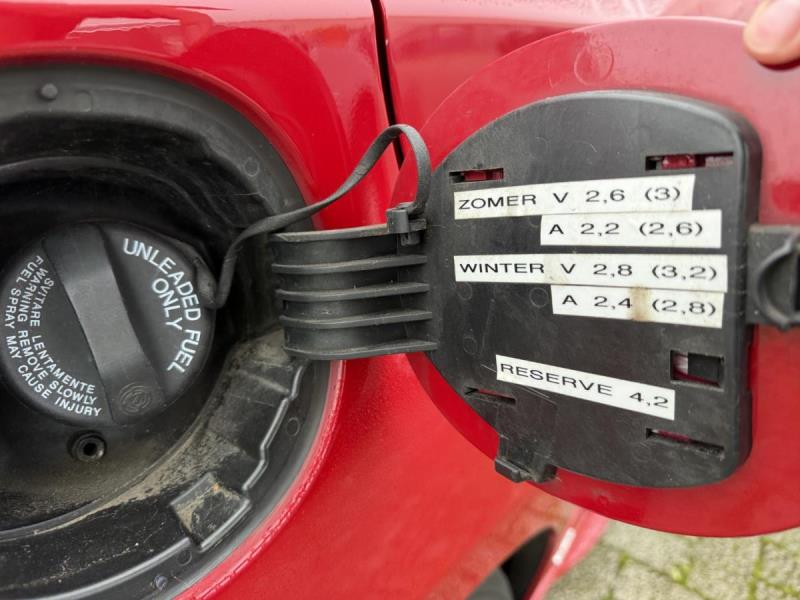 UNLEADED FUEL
ONLY
SVITARE LENTAMENTE
WARNING REMOVE SLOWLY
FUEL SPRAY MAY CAUSE INJURY
ZOMER V 2,6 (3)
A 2,2 (2,6)
WINTER V 2,8 (3,2)
A 2,4 (2,8)
RESERVE 4,2